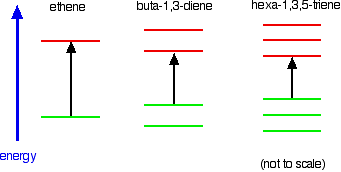 ethene
buta-1,3-diene
hexa-1,3,5-triene
energy
(not to scale)